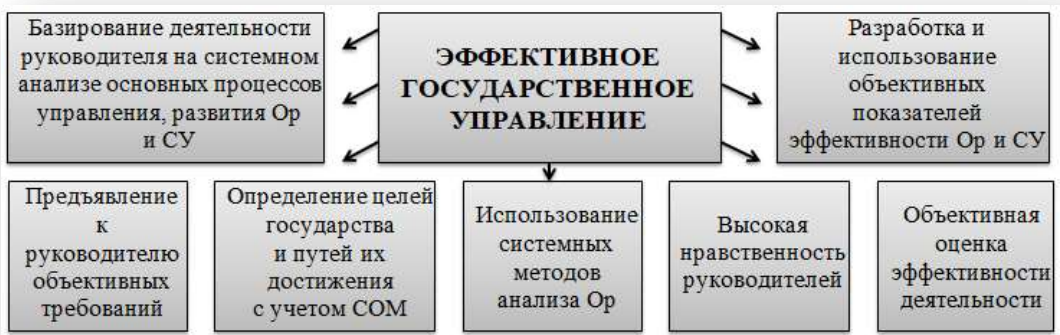 Базирование деятельности
руководителя на системном
анализе основных процессов
управления, развития Ор
и СУ
ЭФФЕКТИВНОЕ
ГОСУДАРСТВЕННОЕ
УПРАВЛЕНИЕ
Разработка и
использование
объективных
показателей
эффективности Ор и СУ
Предъявление
к
руководителю
объективных
требований
Определение целей
государства
и путей их
достижения
с учетом СОМ
Использование
системных
методов
анализа Ор
Высокая
нравственность
руководителей
Объективная
оценка
эффективности
деятельности